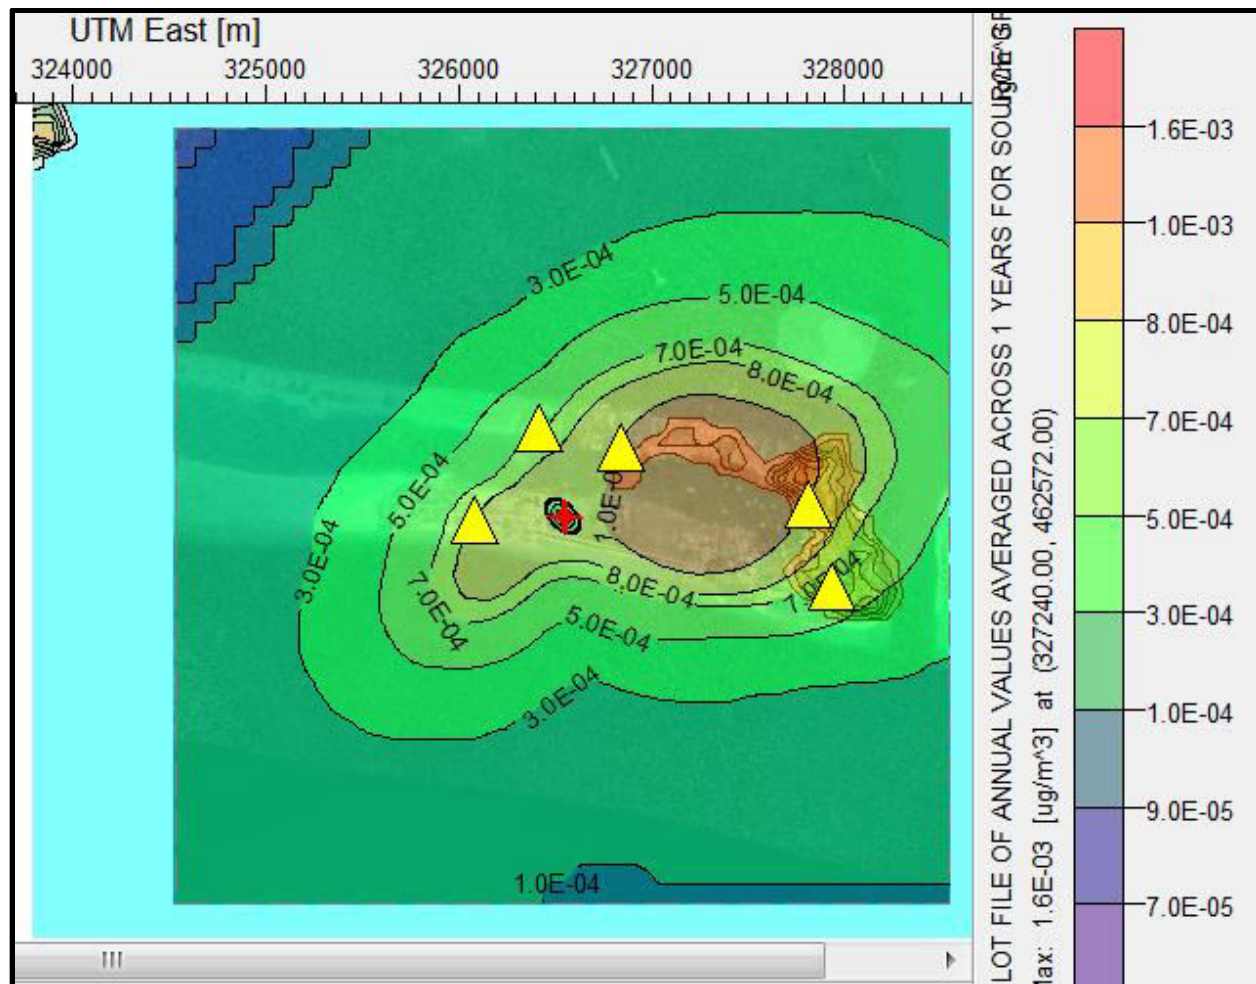 UTM East [m]
324000 325000 326000 327000 328000
3.0E-04
5.0E-04
7.0E-04
8.0E-04
5.0E-04
3.0E-04
7.0E-04
8.0E-04
5.0E-04
3.0E-04
1.0E-04
LOT FILE OF ANNUAL VALUES AVERAGED ACROSS 1 YEARS FOR
1.6E-03 [ug/m^3] at (327240.00, 462572.00)
1.6E-03
1.0E-03
8.0E-04
7.0E-04
5.0E-04
3.0E-04
1.0E-04
9.0E-05
7.0E-05